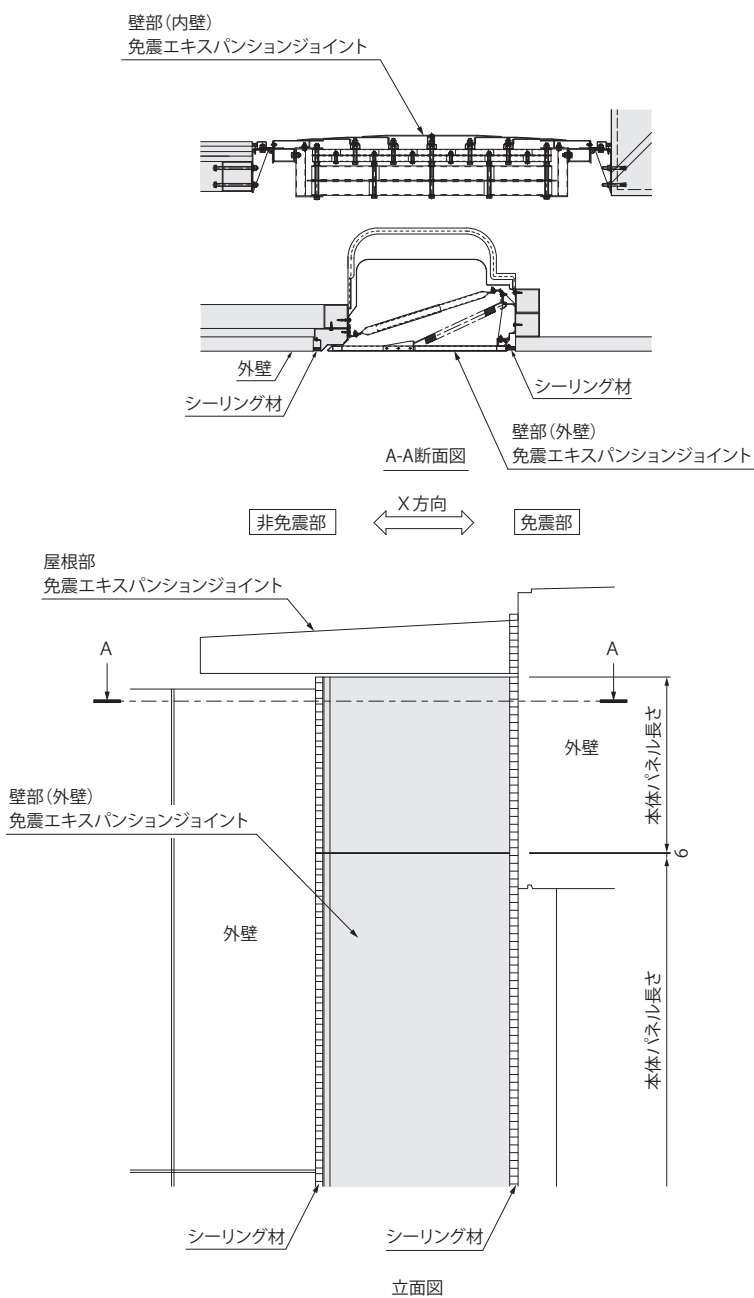 壁部（内壁）
免震エキスパンションジョイント
外壁
シーリング材
シーリング材
壁部（外壁）
免震エキスパンションジョイント
A-A断面図
X方向
非免震部
免震部
屋根部
免震エキスパンションジョイント
A
A
外壁
本体パネル長さ
壁部（外壁）
免震エキスパンションジョイント
6
外壁
本体パネル長さ
シーリング材
シーリング材
立面図